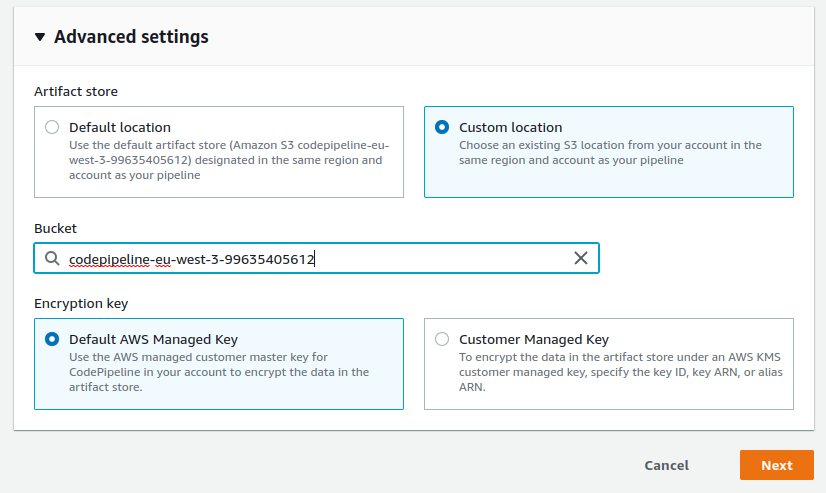 Advanced settings
Artifact store
Default location
Use the default artifact store (Amazon S3 codepipeline-eu-
west-3-99635405612) designated in the same region and
account as your pipeline
Custom location
Choose an existing S3 location from your account in the
same region and account as your pipeline
Bucket
codepipeline-eu-west-3-99635405612
Encryption key
Default AWS Managed Key
Use the AWS managed customer master key for
CodePipeline in your account to encrypt the data in the
artifact store.
Customer Managed Key
To encrypt the data in the artifact store under an AWS KMS
customer managed key, specify the key ID, key ARN, or alias
ARN.
Cancel
Next